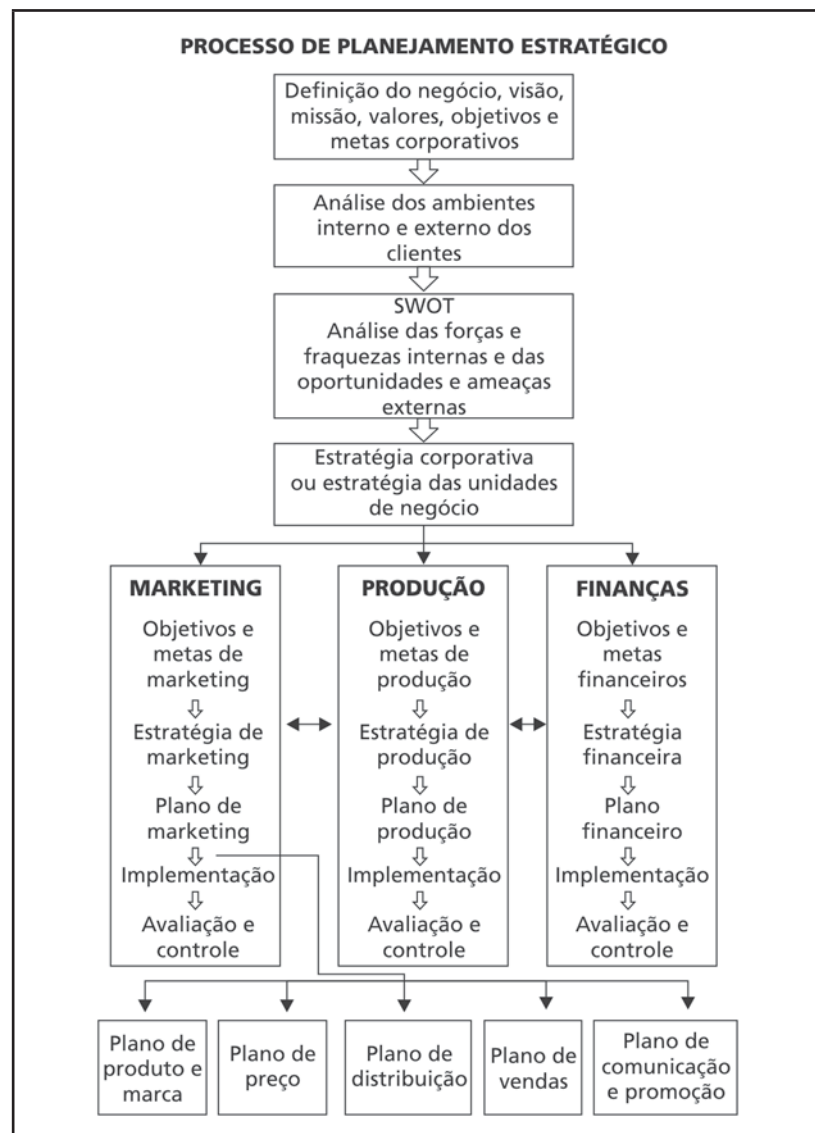 PROCESSO DE PLANEJAMENTO ESTRATÉGICO
Definição do negócio, visão,
missão, valores, objetivos e
metas corporativos
Análise dos ambientes
interno e externo dos
clientes
SWOT
Análise das forças e
fraquezas internas e das
oportunidades e ameaças
externas
Estratégia corporativa
ou estratégia das unidades
de negócio
MARKETING
Objetivos e
metas de
marketing
Estratégia de
marketing
Plano de
marketing
Implementação
Avaliação e
controle
PRODUÇÃO
Objetivos e
metas de
produção
Estratégia de
produção
Plano de
produção
Implementação
Avaliação e
controle
FINANÇAS
Objetivos e
metas
financeiros
Estratégia
financeira
Plano
financeiro
Implementação
Avaliação e
controle
Plano de
produto e
marca
Plano de
preço
Plano de
distribuição
Plano de
vendas
Plano de
comunicação
e promoção